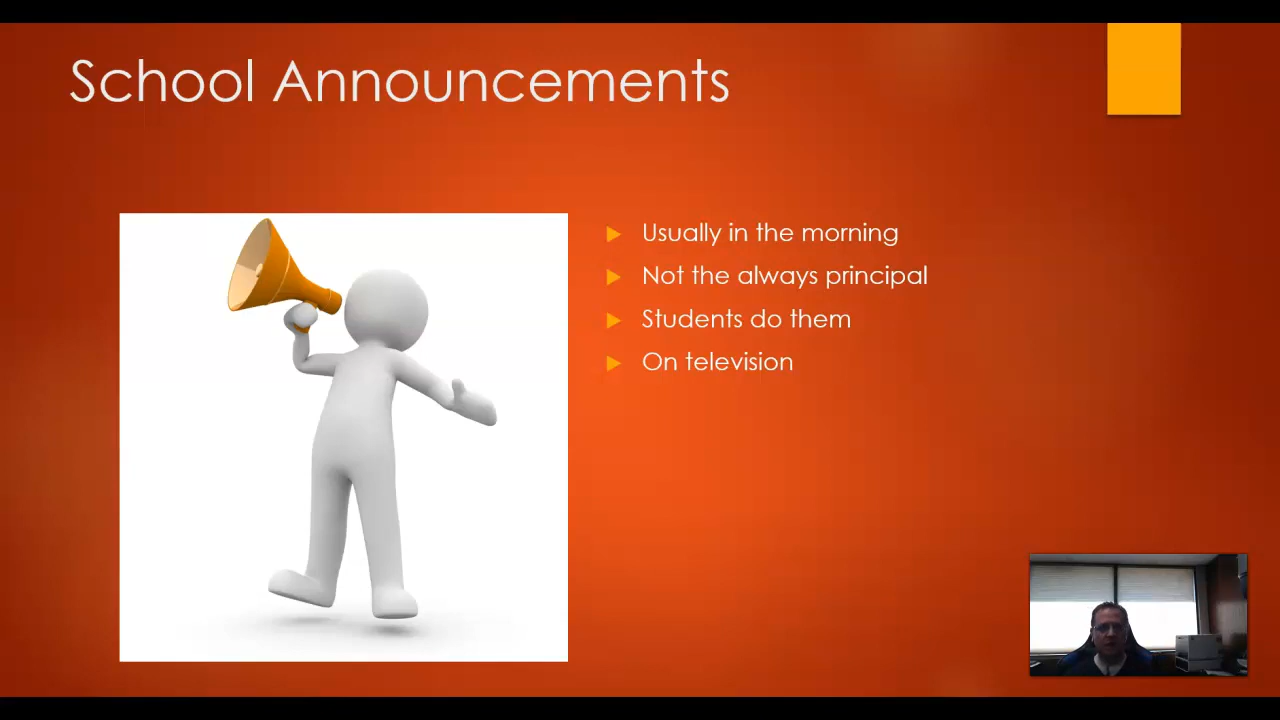 School Announcements
Usually in the morning
Not the always principal
Students do them
On television